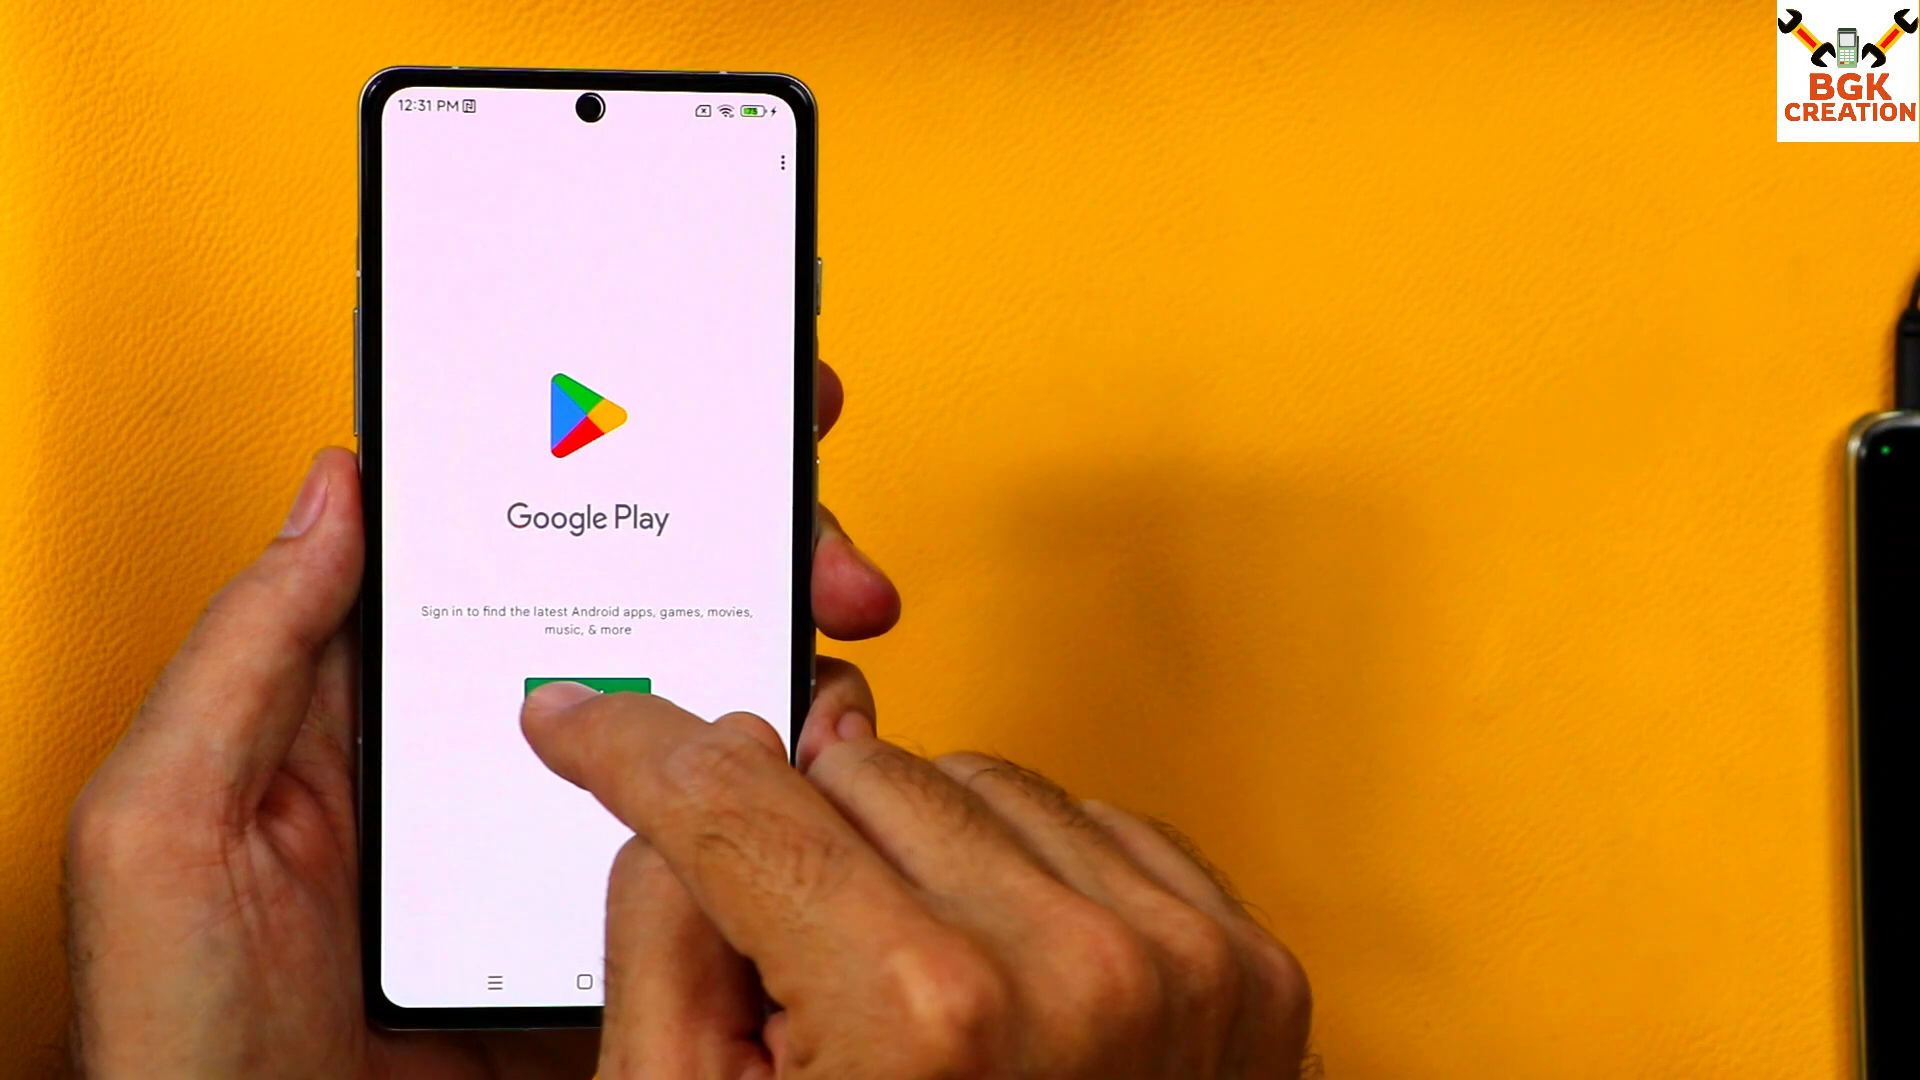 12:31 PM
75
Google Play
Sign in to find the latest Android apps, games, movies,
music, & more
BGK
CREATION